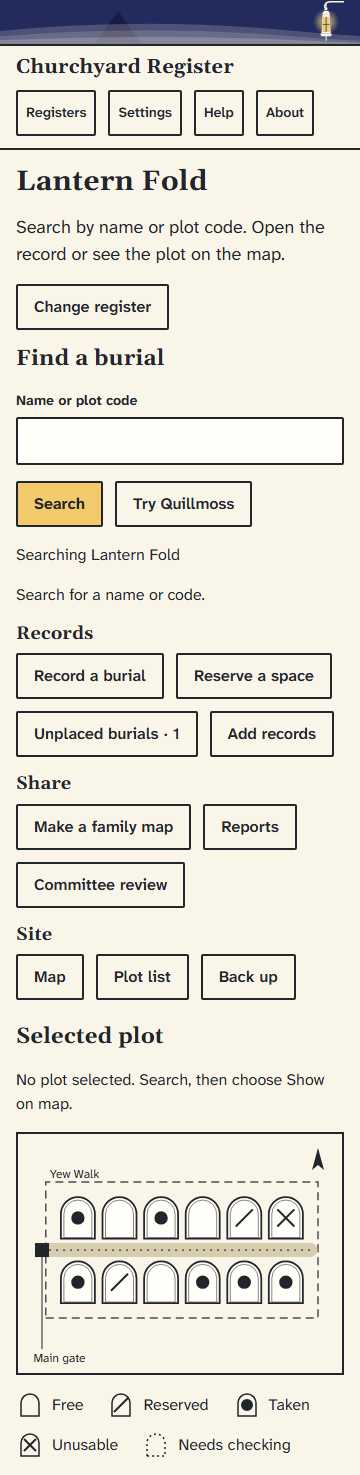 Churchyard Register
Registers
Settings
Help
About
Lantern Fold
Search by name or plot code. Open the
record or see the plot on the map.
Change register
Find a burial
Name or plot code
Search
Try Quillmoss
Searching Lantern Fold
Search for a name or code.
Records
Record a burial
Reserve a space
Unplaced burials · 1
Add records
Share
Make a family map
Reports
Committee review
Site
Map
Plot list
Back up
Selected plot
No plot selected. Search, then choose Show
on map.
Yew Walk
Main gate
Free
Reserved
Taken
Unusable
Needs checking